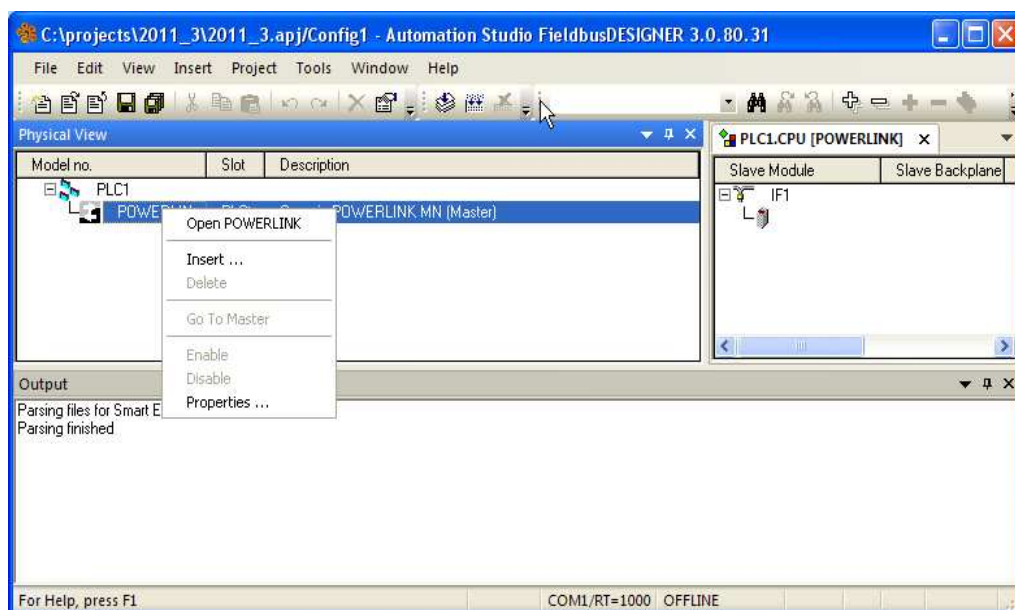 C:\projects\2011_3\2011_3.apj/Config1 - Automation Studio FieldbusDESIGNER 3.0.80.31
File Edit View Insert Project Tools Window Help
Physical View
PLC1.CPU [POWERLINK]
Model no. Slot Description
Slave Module Slave Backplane
PLC1
IF1
POWERLINK MN (Master)
Open POWERLINK
Insert ...
Delete
Go To Master
Enable
Disable
Properties ...
Output
Parsing files for Smart E
Parsing finished
For Help, press F1 COM1/RT=1000 OFFLINE